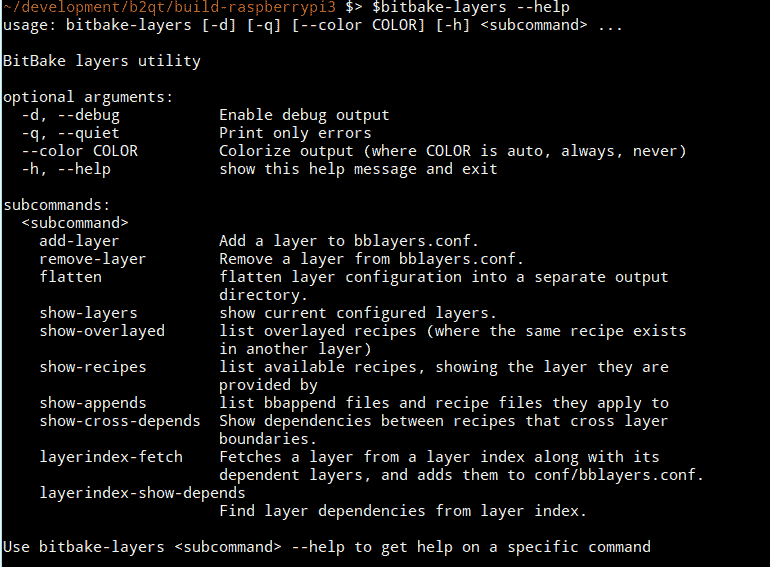 ~/development/b2qt/build-raspberrypi3 $> $bitbake-layers --help
usage: bitbake-layers [-d] [-q] [--color COLOR] [-h] <subcommand> ...
BitBake layers utility
optional arguments:
-d, --debug Enable debug output
-q, --quiet Print only errors
--color COLOR Colorize output (where COLOR is auto, always, never)
-h, --help show this help message and exit
subcommands:
<subcommand>
add-layer Add a layer to bblayers.conf.
remove-layer Remove a layer from bblayers.conf.
flatten flatten layer configuration into a separate output
directory.
show-layers show current configured layers.
show-overlayed list overlayed recipes (where the same recipe exists
in another layer)
show-recipes list available recipes, showing the layer they are
provided by
show-appends list bbappend files and recipe files they apply to
show-cross-depends Show dependencies between recipes that cross layer
boundaries.
layerindex-fetch Fetches a layer from a layer index along with its
dependent layers, and adds them to conf/bblayers.conf.
layerindex-show-depends
Find layer dependencies from layer index.
Use bitbake-layers <subcommand> --help to get help on a specific command